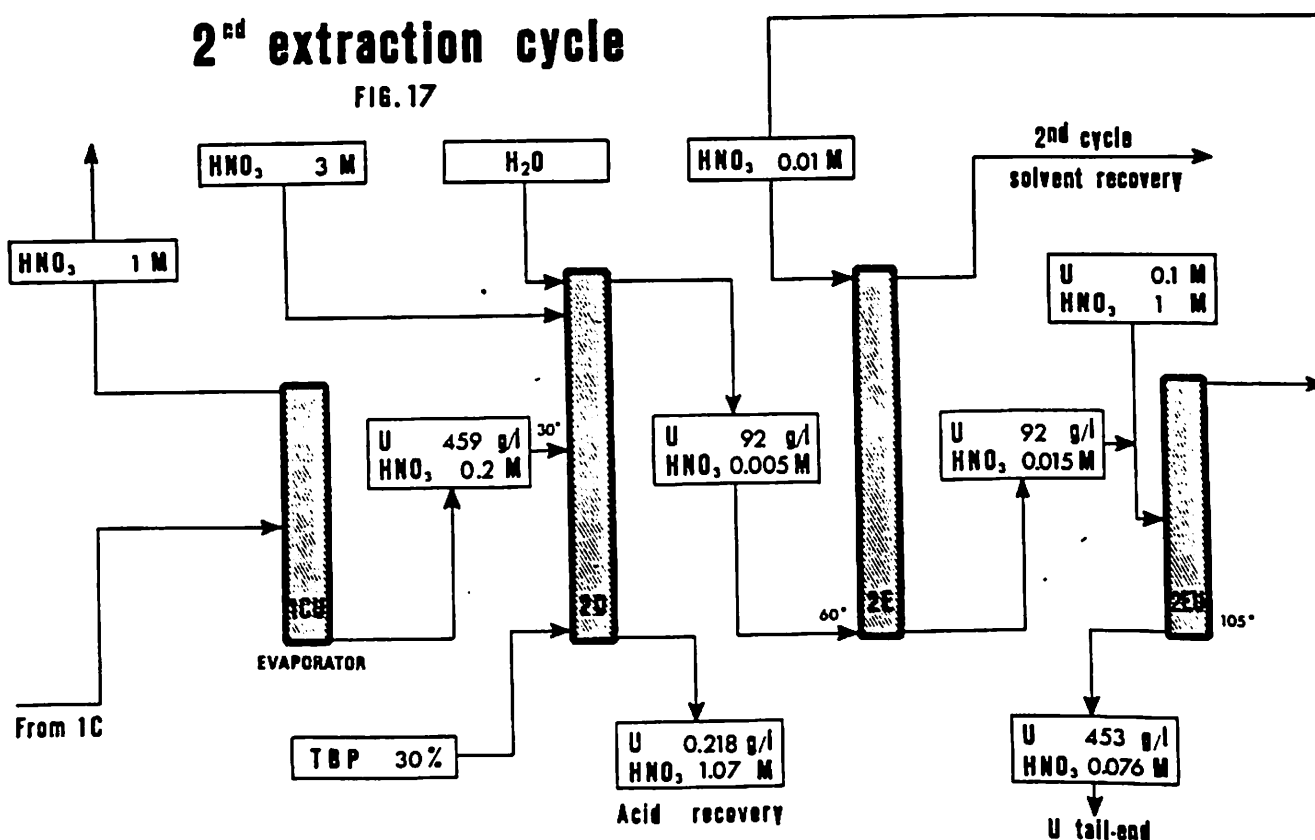 2nd extraction cycle
FIG. 17
HNO₃ 3 M
H₂O
HNO₃ 0.01 M
2nd cycle
solvent recovery
HNO₃ 1 M
U 0.1 M
HNO₃ 1 M
U 459 g/l
HNO₃ 0.2 M
30°
U 92 g/l
HNO₃ 0.005 M
U 92 g/l
HNO₃ 0.015 M
1CU
2D
60°
2E
2EU
105°
EVAPORATOR
From 1C
TBP 30%
U 0.218 g/l
HNO₃ 1.07 M
Acid recovery
U 453 g/l
HNO₃ 0.076 M
U tail-end